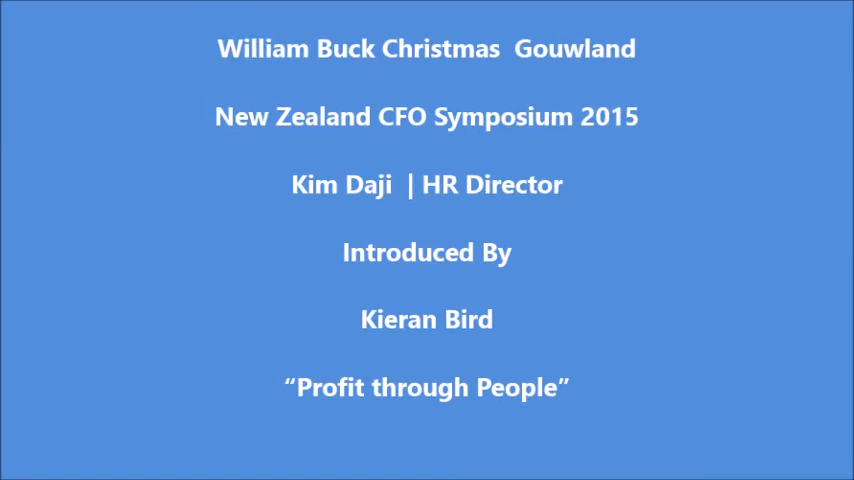 William Buck Christmas  Gouwland
New Zealand CFO Symposium 2015
Kim Daji  | HR Director
Introduced By
Kieran Bird
“Profit through People”